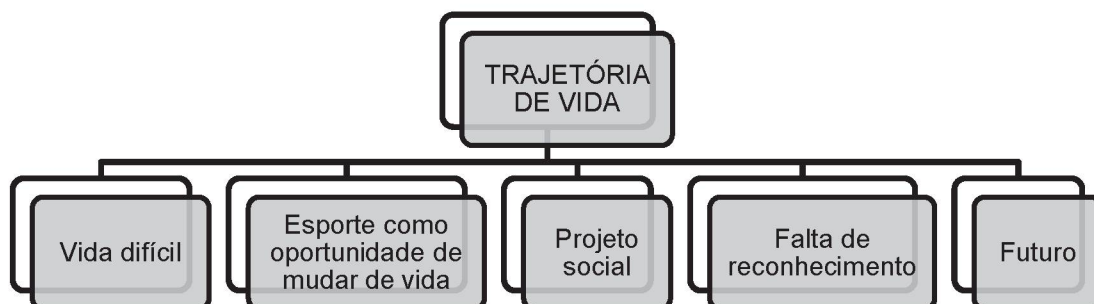 TRAJETÓRIA
DE VIDA
Vida difícil
Esporte como
oportunidade de
mudar de vida
Projeto
social
Falta de
reconhecimento
Futuro